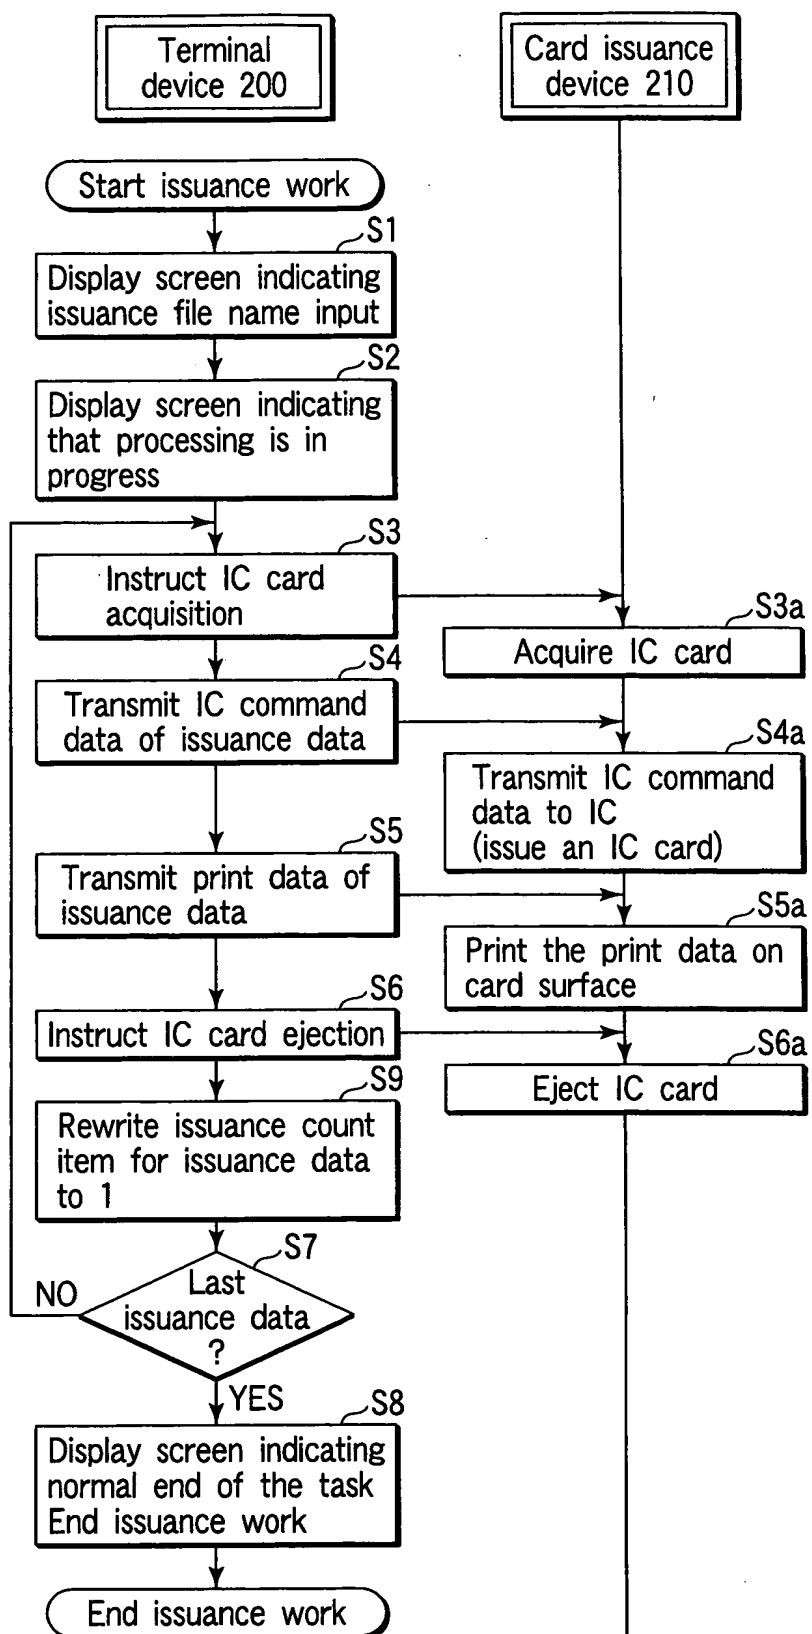 Terminal
device 200
Card issuance
device 210
Start issuance work
S1
Display screen indicating
issuance file name input
S2
Display screen indicating
that processing is in
progress
S3
Instruct IC card
acquisition
S3a
Acquire IC card
S4
Transmit IC command
data of issuance data
S4a
Transmit IC command
data to IC
(issue an IC card)
S5
Transmit print data of
issuance data
S5a
Print the print data on
card surface
S6
Instruct IC card ejection
S6a
Eject IC card
S9
Rewrite issuance count
item for issuance data
to 1
S7
Last
issuance data
?
NO
YES
S8
Display screen indicating
normal end of the task
End issuance work
End issuance work